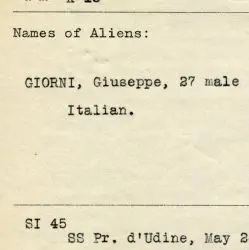 Names of Aliens:
GIORNI, Giuseppe, 27 male
Italian.
SI 45
SS Pr. d'Udine, May 2